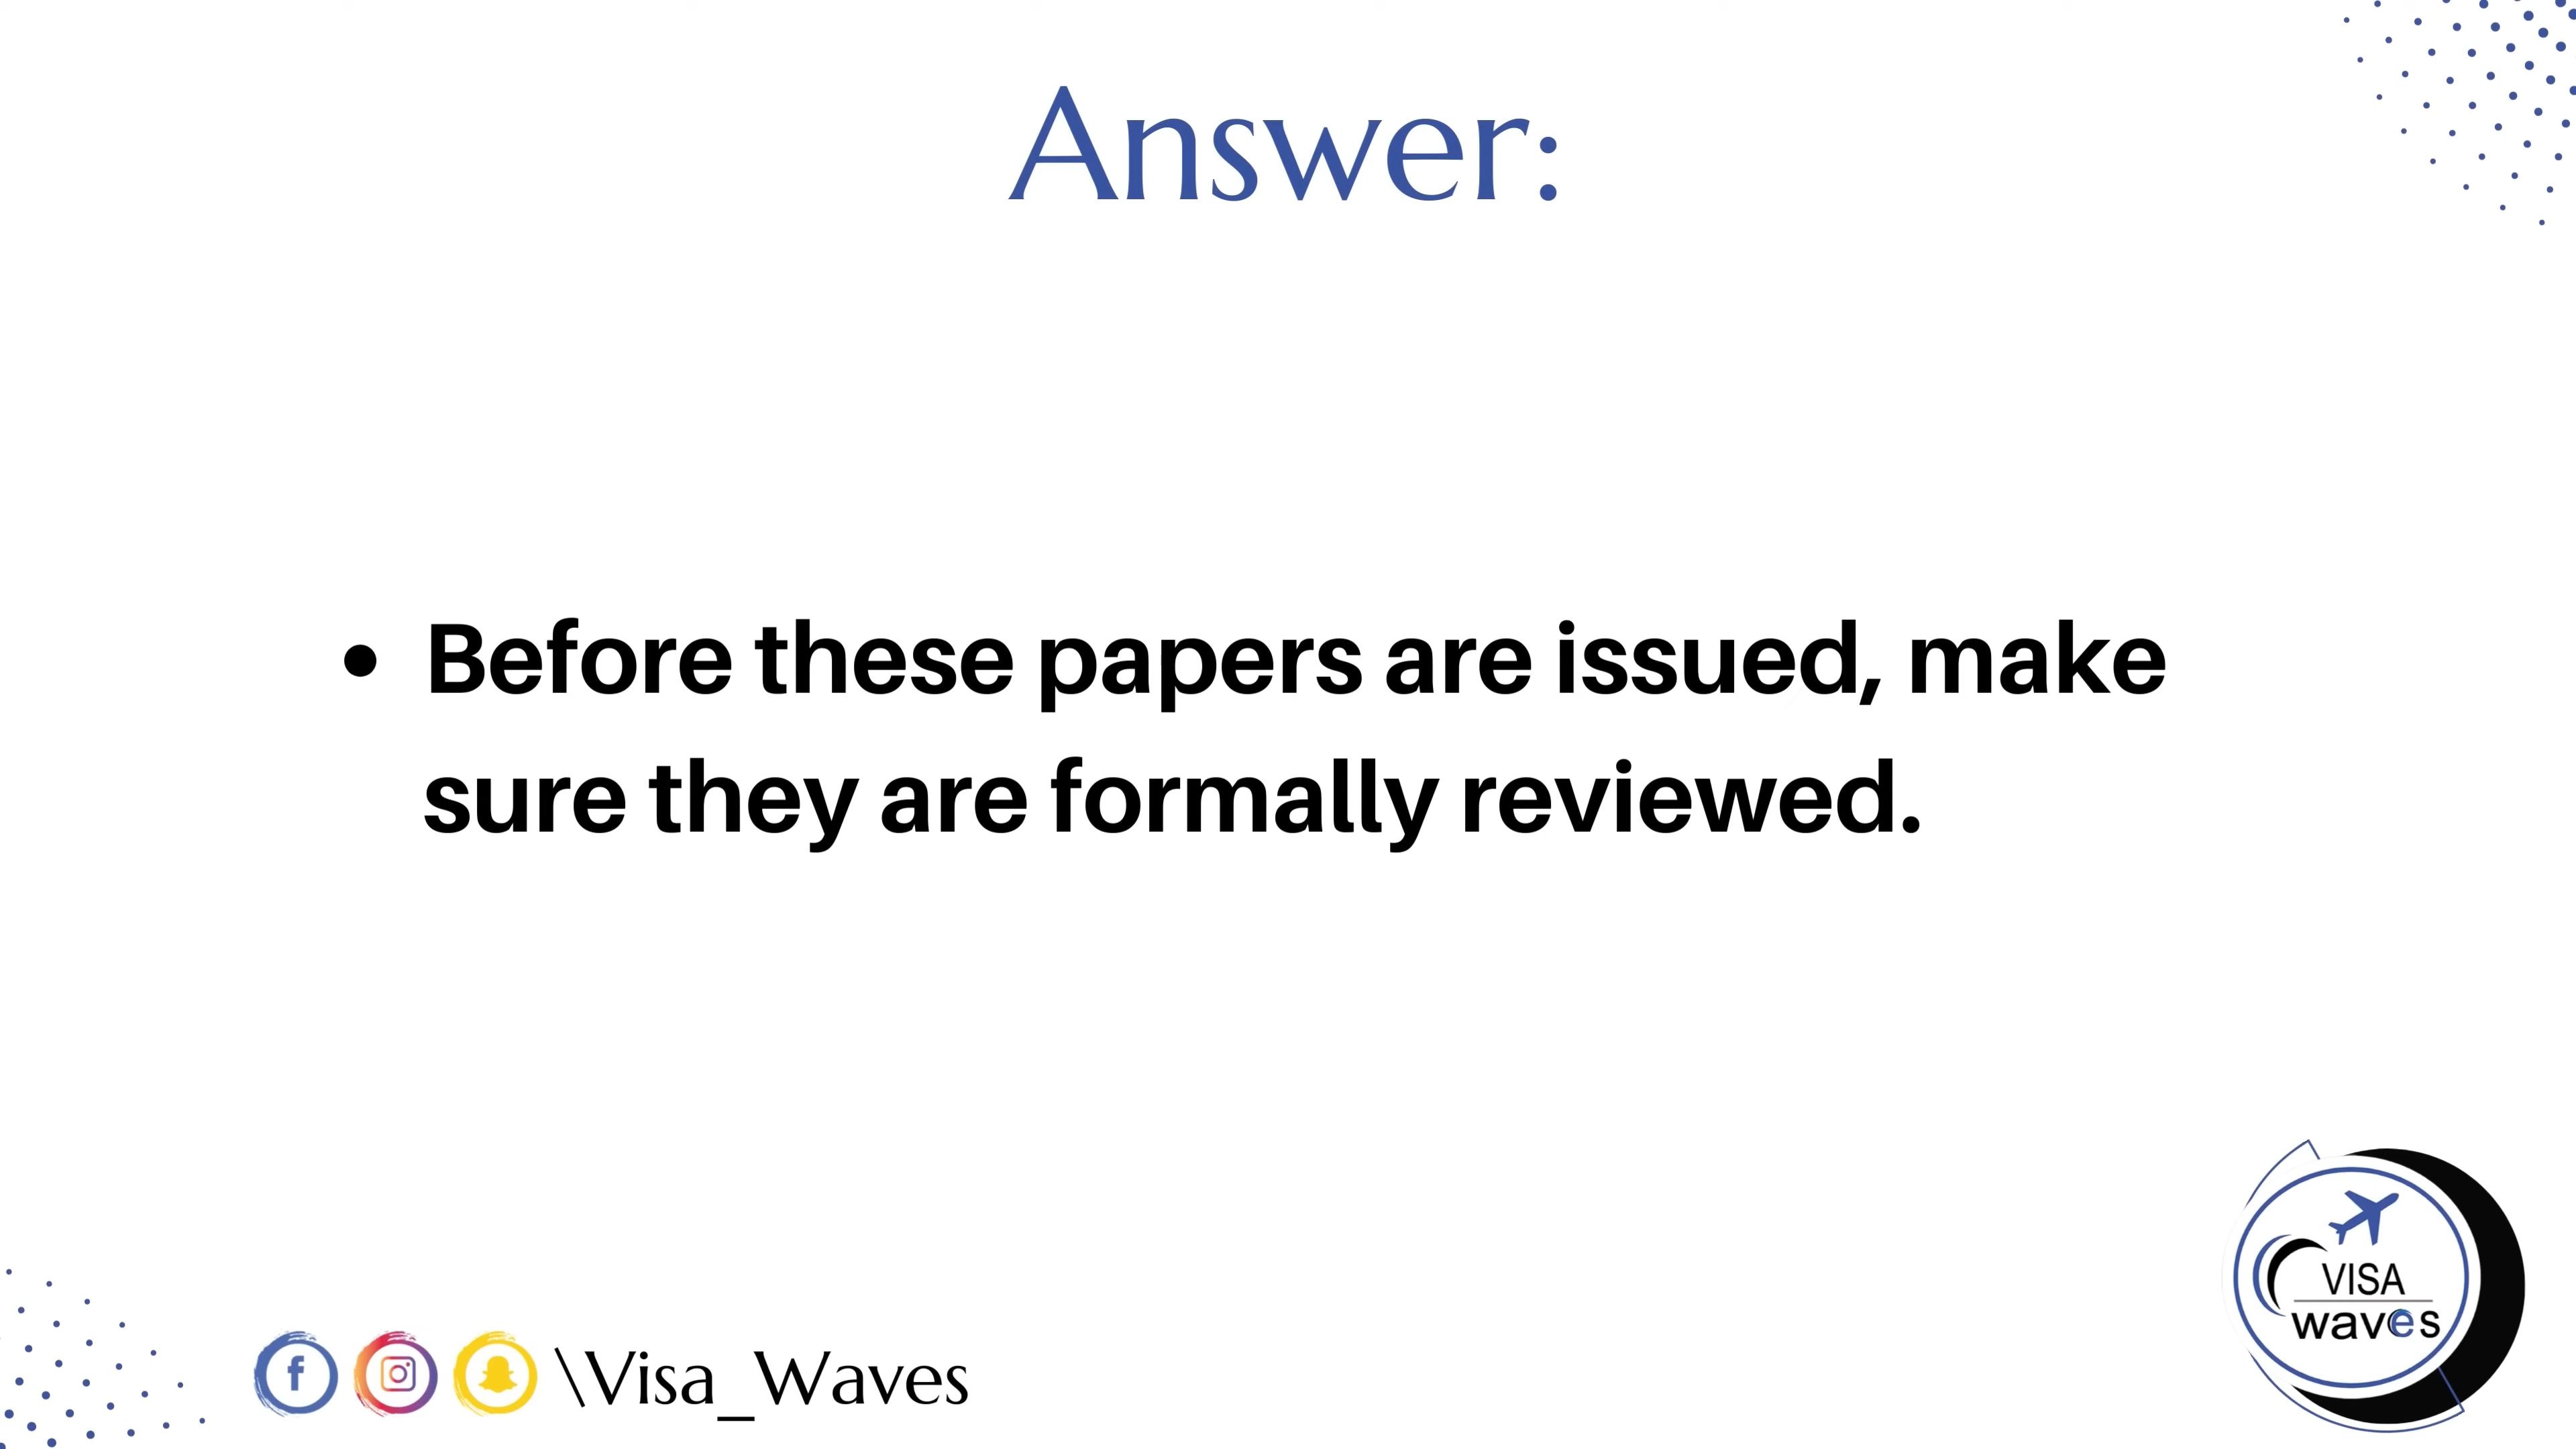 Answer:
• Before these papers are issued, make
sure they are formally reviewed.
\Visa_Waves
VISA
waves